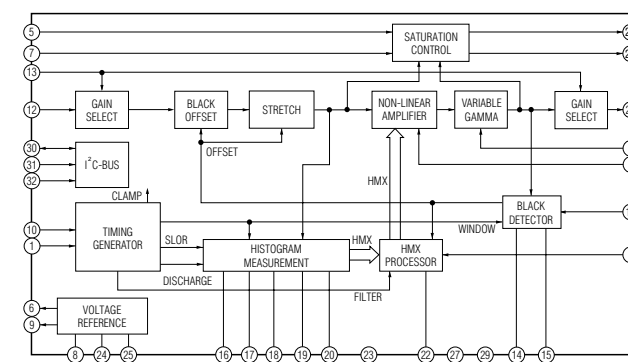 5
SATURATION
CONTROL
7
13
12
GAIN
SELECT
BLACK
OFFSET
STRETCH
NON-LINEAR
AMPLIFIER
VARIABLE
GAMMA
GAIN
SELECT
OFFSET
30
31
32
I²C-BUS
HMX
CLAMP
BLACK
DETECTOR
10
1
TIMING
GENERATOR
SLOR
HISTOGRAM
MEASUREMENT
HMX
HMX
PROCESSOR
WINDOW
DISCHARGE
FILTER
6
9
VOLTAGE
REFERENCE
8
24
25
16
17
18
19
20
23
22
27
29
14
15